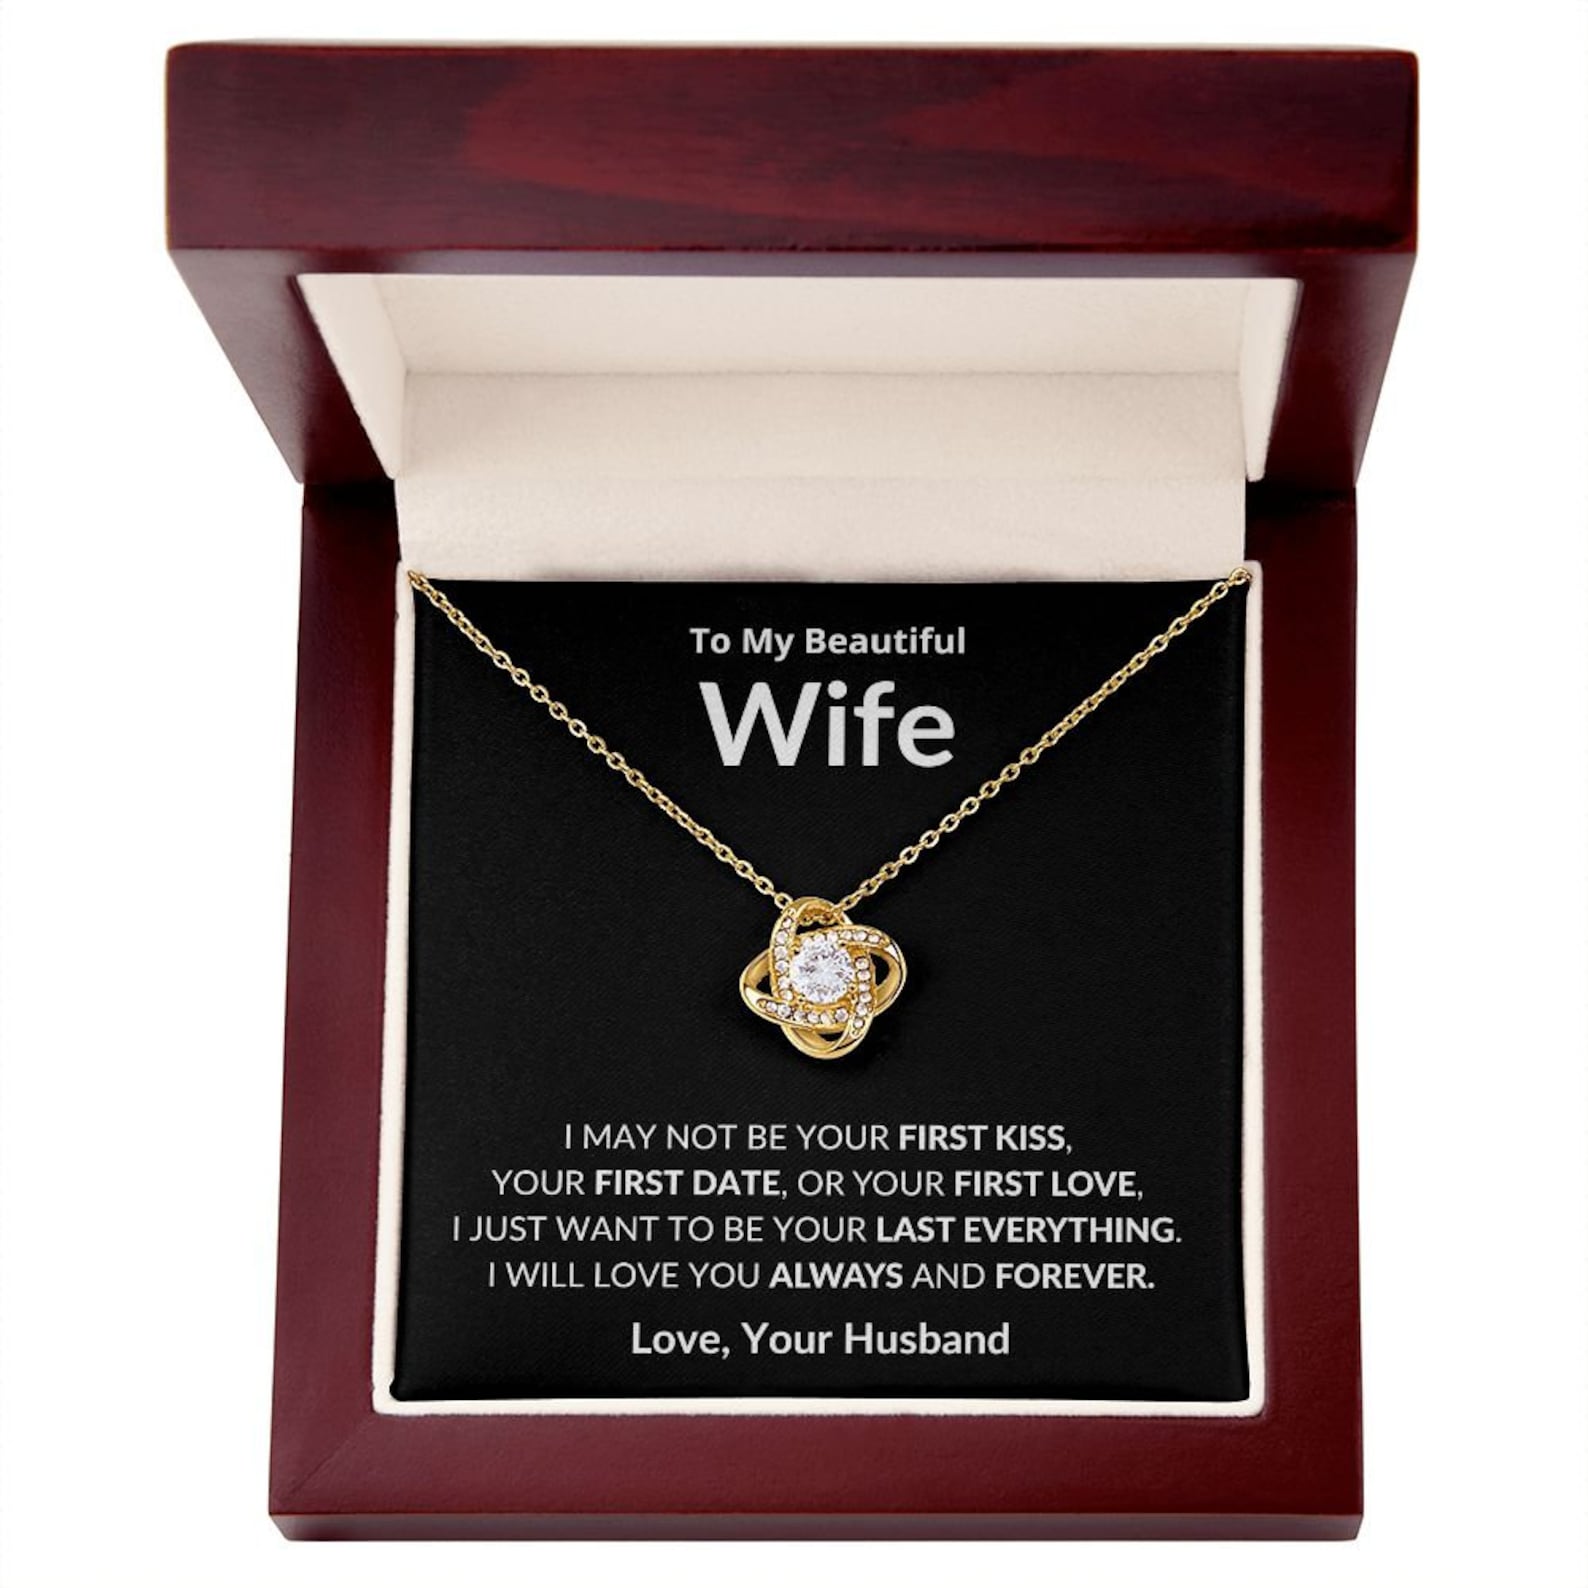 To My Beautiful
Wife
I MAY NOT BE YOUR FIRST KISS,
YOUR FIRST DATE, OR YOUR FIRST LOVE,
I JUST WANT TO BE YOUR LAST EVERYTHING.
I WILL LOVE YOU ALWAYS AND FOREVER.
Love, Your Husband